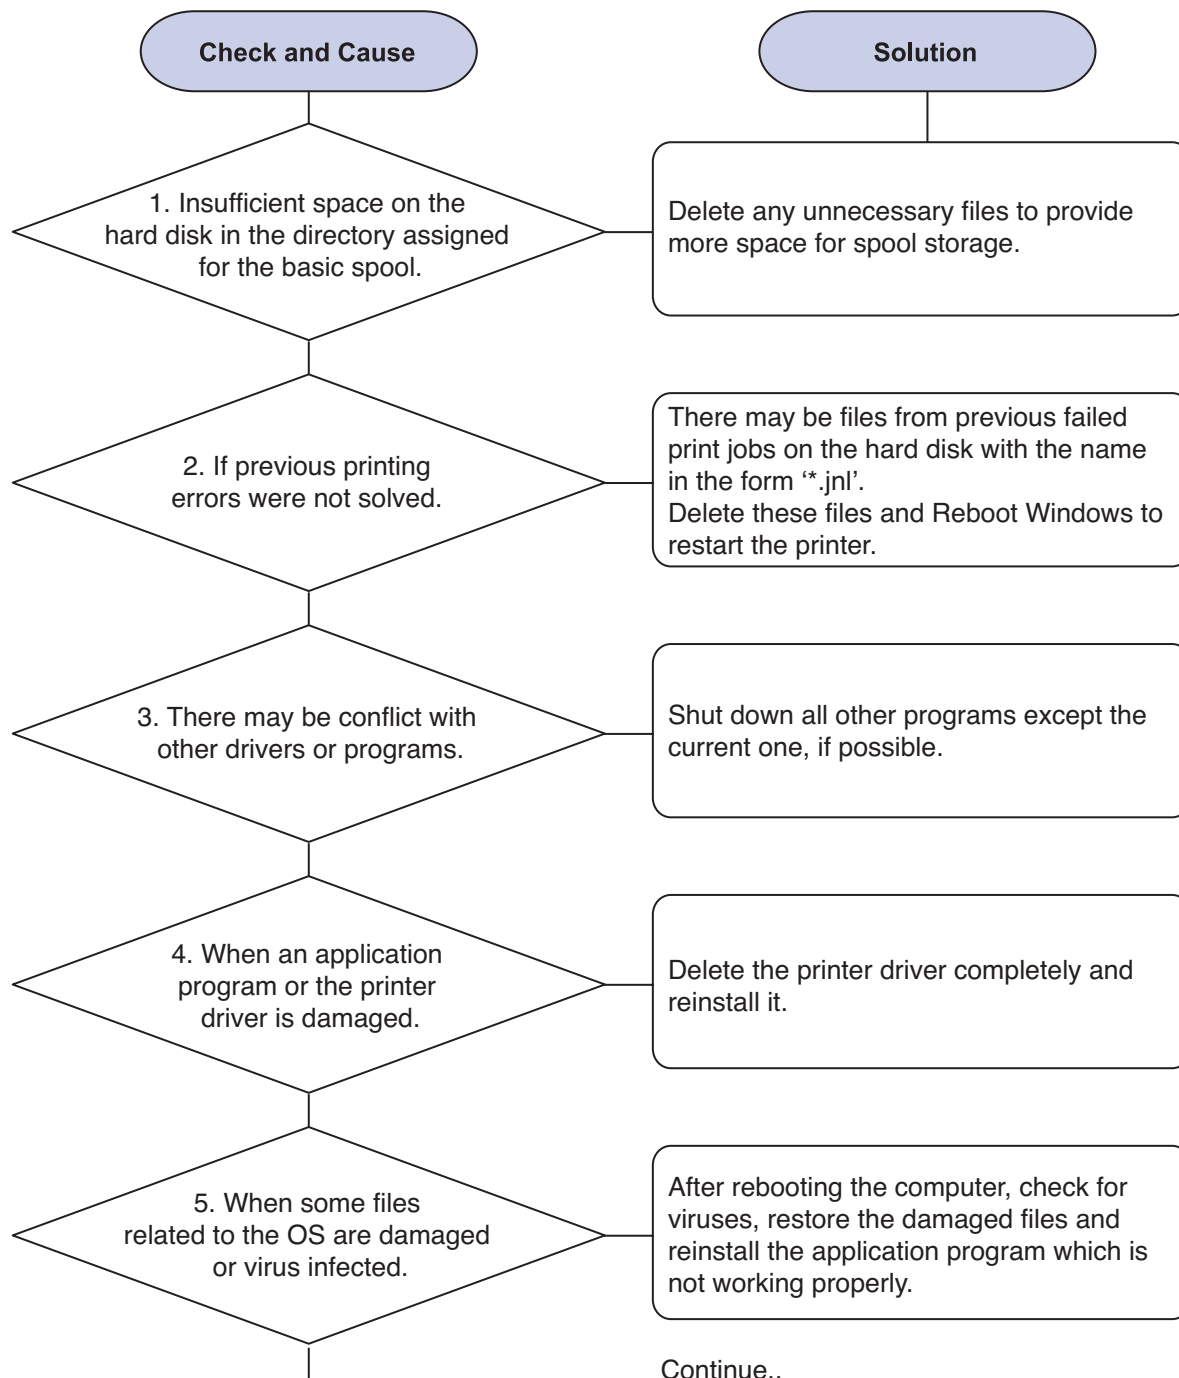 Check and Cause
Solution
1. Insufficient space on the
hard disk in the directory assigned
for the basic spool.
Delete any unnecessary files to provide
more space for spool storage.
2. If previous printing
errors were not solved.
There may be files from previous failed
print jobs on the hard disk with the name
in the form ‘*.jnl’.
Delete these files and Reboot Windows to
restart the printer.
3. There may be conflict with
other drivers or programs.
Shut down all other programs except the
current one, if possible.
4. When an application
program or the printer
driver is damaged.
Delete the printer driver completely and
reinstall it.
5. When some files
related to the OS are damaged
or virus infected.
After rebooting the computer, check for
viruses, restore the damaged files and
reinstall the application program which is
not working properly.
Continue..